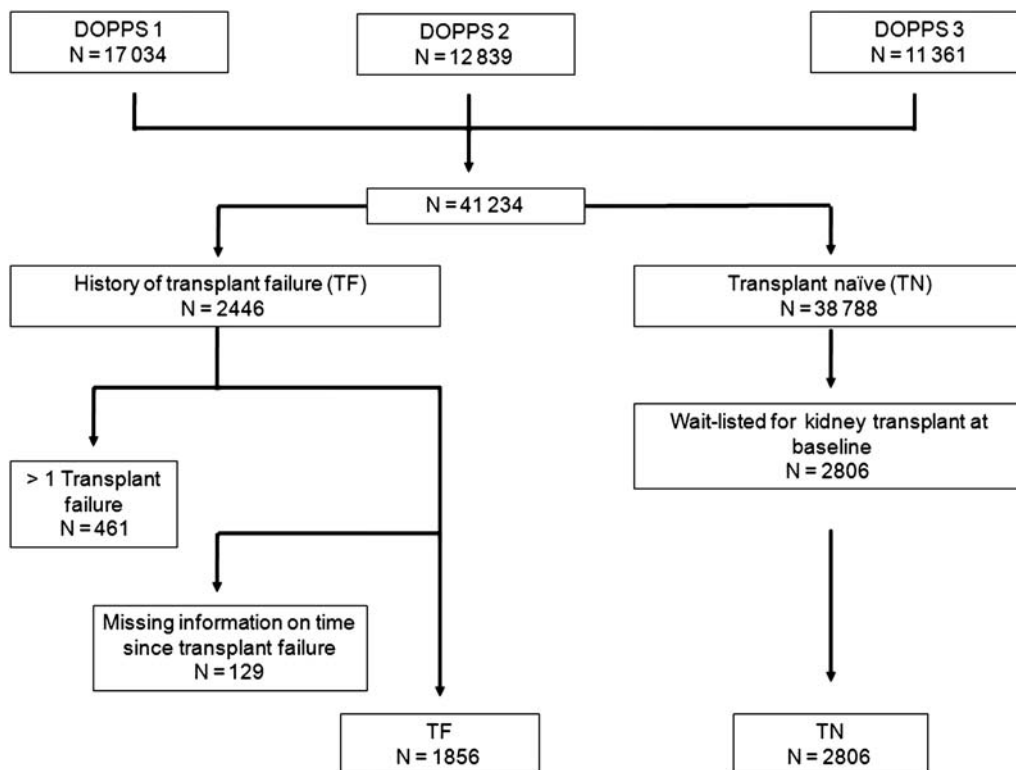 DOPPS 1
N = 17 034
DOPPS 2
N = 12 839
DOPPS 3
N = 11 361
N = 41 234
History of transplant failure (TF)
N = 2446
Transplant naïve (TN)
N = 38 788
Wait-listed for kidney transplant at
baseline
N = 2806
> 1 Transplant
failure
N = 461
Missing information on time
since transplant failure
N = 129
TF
N = 1856
TN
N = 2806